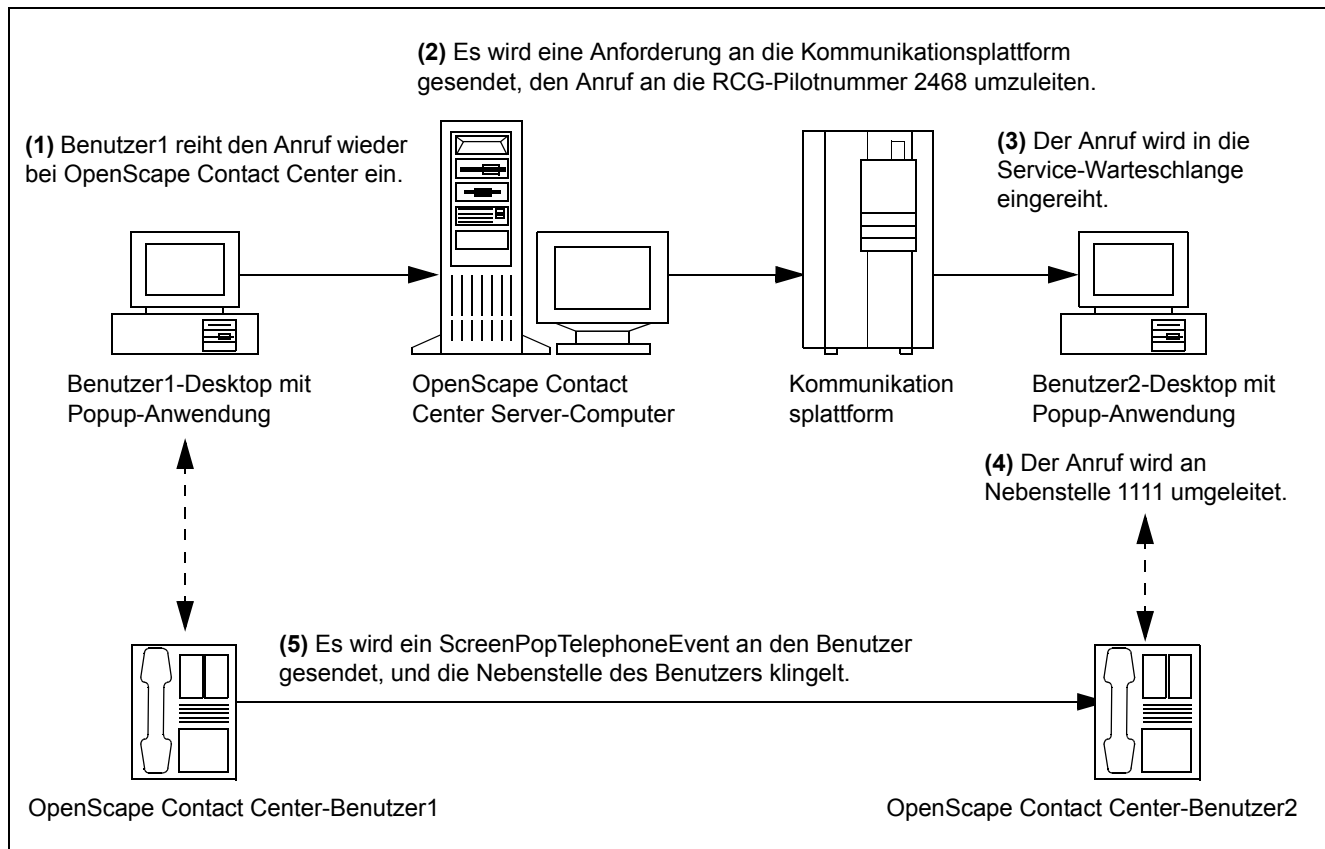 (2) Es wird eine Anforderung an die Kommunikationsplattform
gesendet, den Anruf an die RCG-Pilotnummer 2468 umzuleiten.
(1) Benutzer1 reiht den Anruf wieder
bei OpenScape Contact Center ein.
(3) Der Anruf wird in die
Service-Warteschlange
eingereiht.
Benutzer1-Desktop mit
Popup-Anwendung
OpenScape Contact
Center Server-Computer
Kommunikation
splattform
Benutzer2-Desktop mit
Popup-Anwendung
(4) Der Anruf wird an
Nebenstelle 1111 umgeleitet.
(5) Es wird ein ScreenPopTelephoneEvent an den Benutzer
gesendet, und die Nebenstelle des Benutzers klingelt.
OpenScape Contact Center-Benutzer1
OpenScape Contact Center-Benutzer2